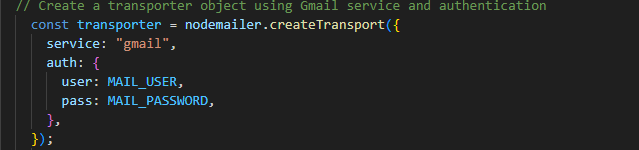 // Create a transporter object using Gmail service and authentication
const transporter = nodemailer.createTransport({
service: "gmail",
auth: {
user: MAIL_USER,
pass: MAIL_PASSWORD,
},
});